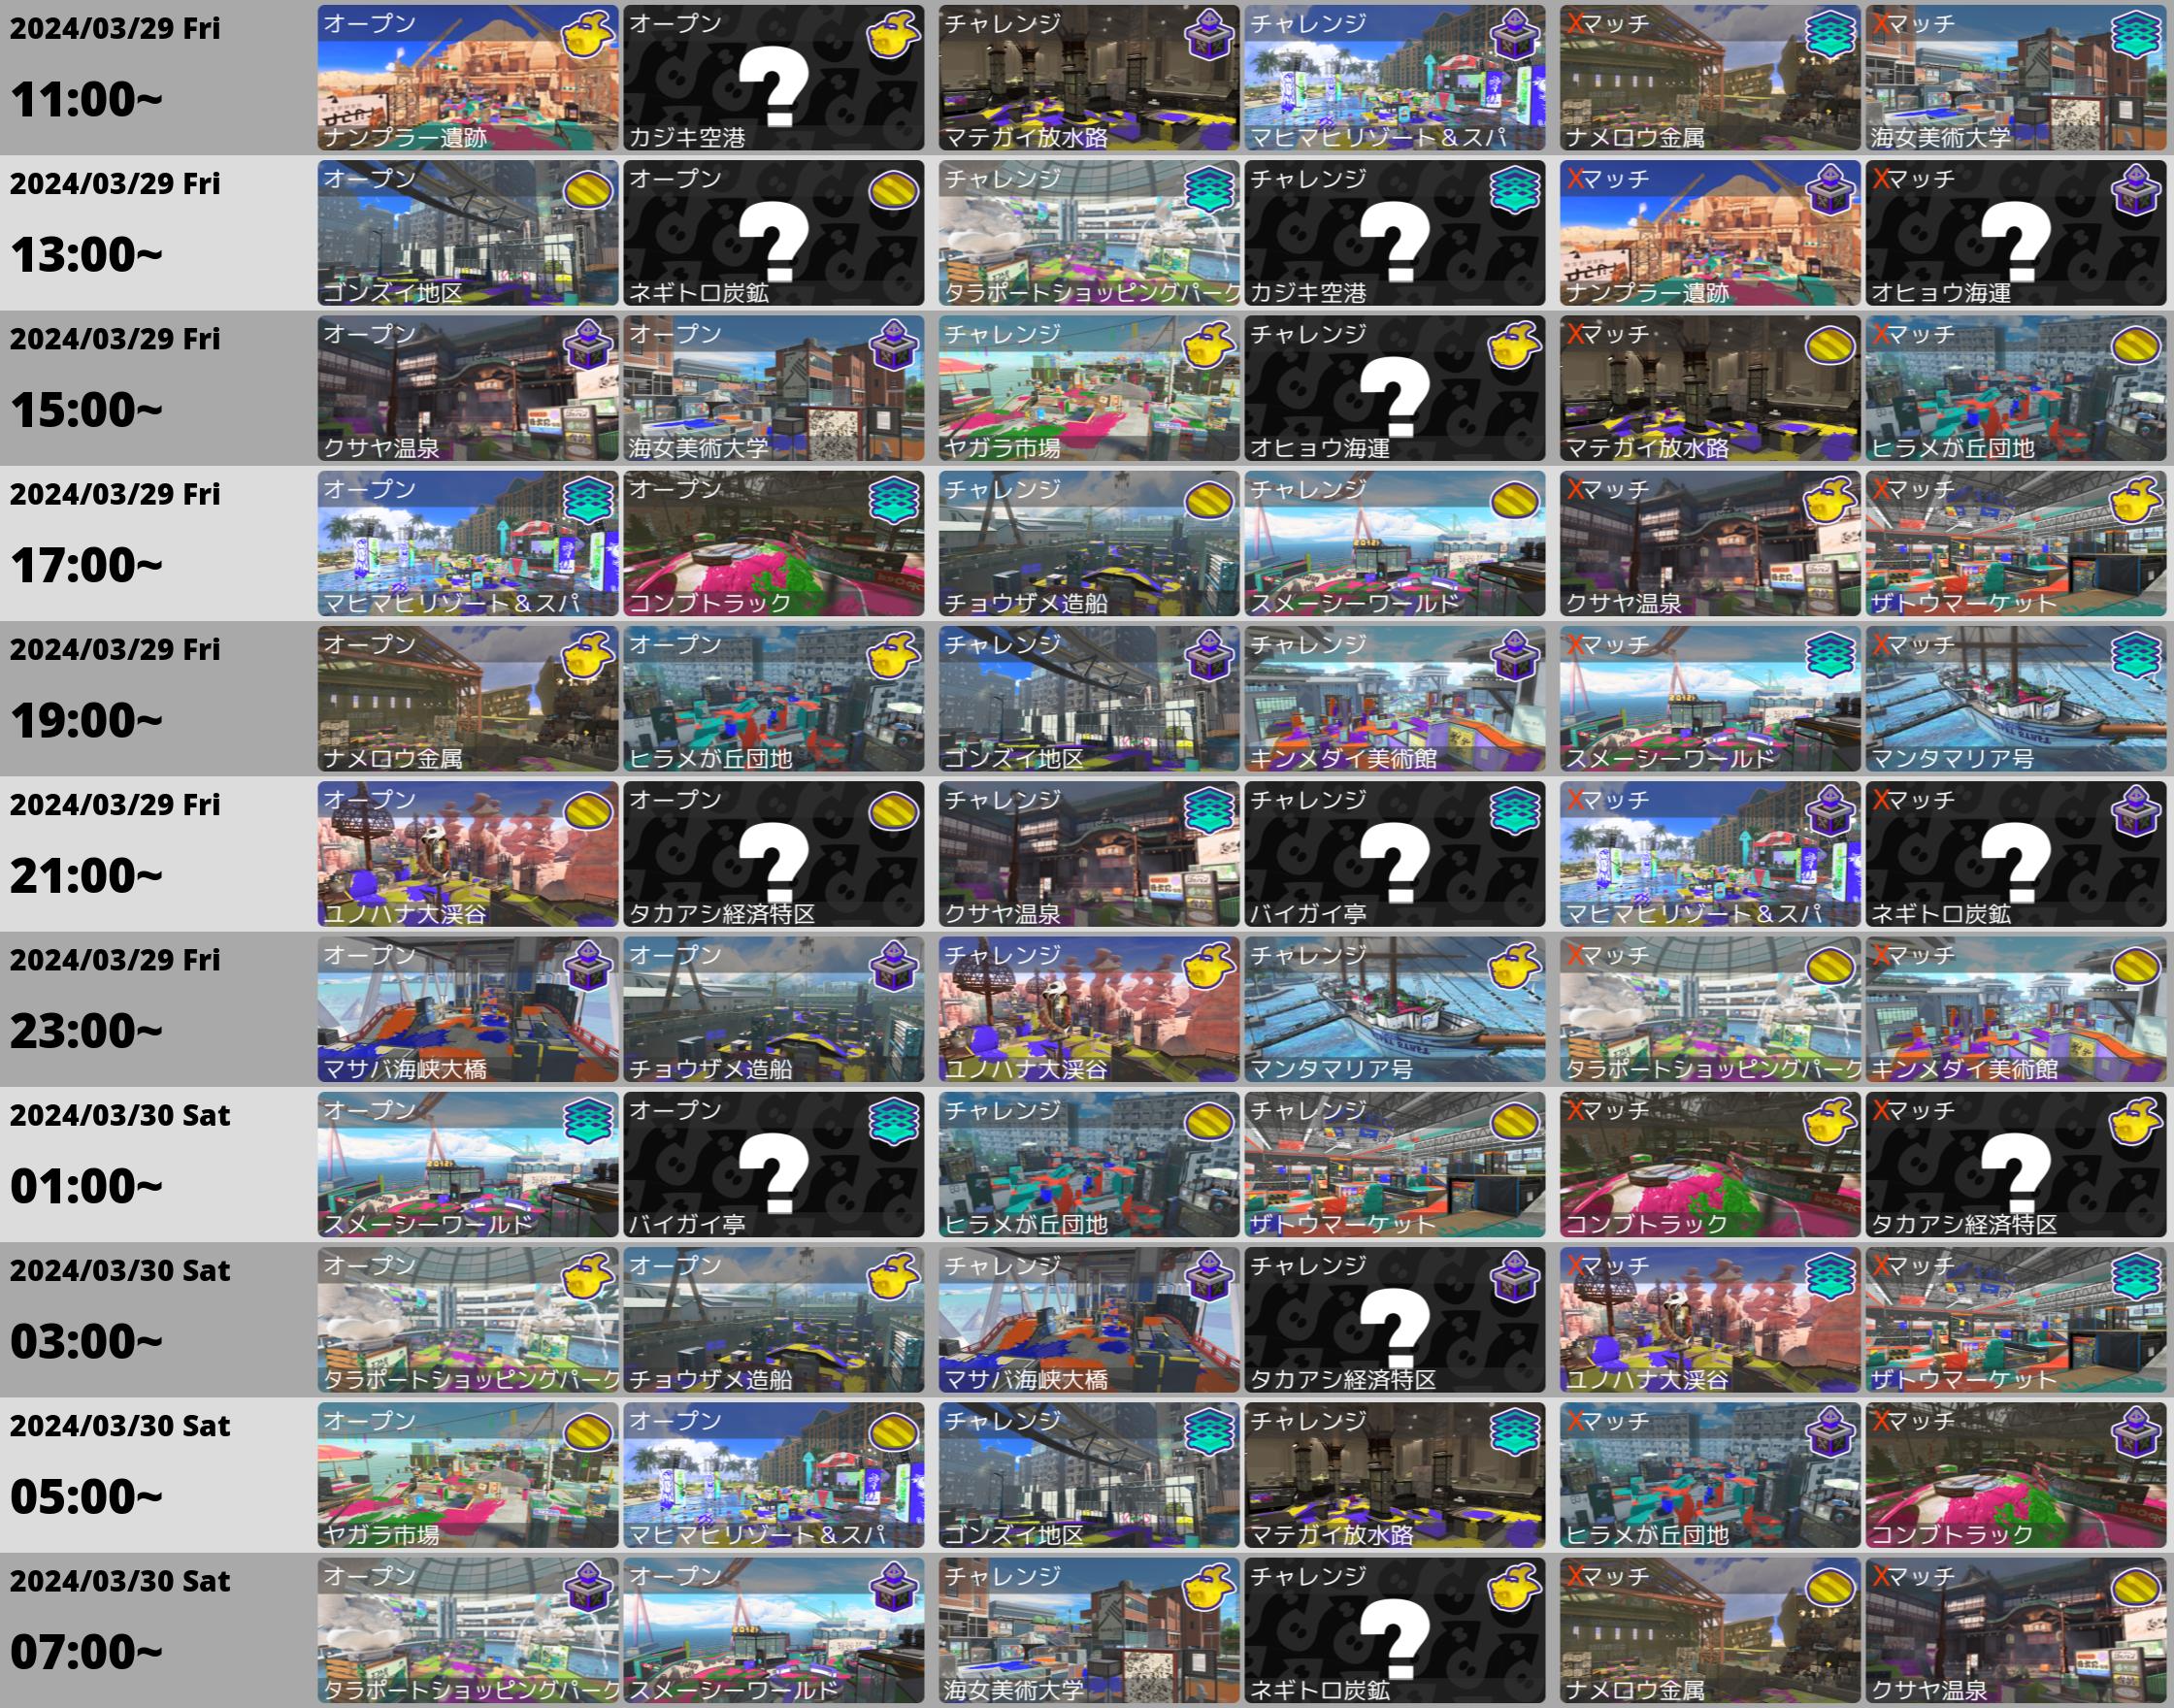 2024/03/29 Fri
11:00~
オープン
ナンプラー遺跡
オープン
カジキ空港
チャレンジ
マテガイ放水路
チャレンジ
マヒマヒリゾート＆スパ
Xマッチ
ナメロウ金属
Xマッチ
海女美術大学
2024/03/29 Fri
13:00~
オープン
ゴンズイ地区
オープン
ネギトロ炭鉱
チャレンジ
タラポートショッピングパーク
チャレンジ
カジキ空港
Xマッチ
ナンプラー遺跡
Xマッチ
オヒョウ海運
2024/03/29 Fri
15:00~
オープン
クサヤ温泉
オープン
海女美術大学
チャレンジ
ヤガラ市場
チャレンジ
オヒョウ海運
Xマッチ
マテガイ放水路
Xマッチ
ヒラメが丘団地
2024/03/29 Fri
17:00~
オープン
マヒマヒリゾート＆スパ
オープン
コンブトラック
チャレンジ
チョウザメ造船
チャレンジ
スメーシーワールド
Xマッチ
クサヤ温泉
Xマッチ
ザトウマーケット
2024/03/29 Fri
19:00~
オープン
ナメロウ金属
オープン
ヒラメが丘団地
チャレンジ
ゴンズイ地区
チャレンジ
キンメダイ美術館
Xマッチ
スメーシーワールド
Xマッチ
マンタマリア号
2024/03/29 Fri
21:00~
オープン
ユノハナ大渓谷
オープン
タカアシ経済特区
チャレンジ
クサヤ温泉
チャレンジ
バイガイ亭
Xマッチ
マヒマヒリゾート＆スパ
Xマッチ
ネギトロ炭鉱
2024/03/29 Fri
23:00~
オープン
マサバ海峡大橋
オープン
チョウザメ造船
チャレンジ
ユノハナ大渓谷
チャレンジ
マンタマリア号
Xマッチ
タラポートショッピングパーク
Xマッチ
キンメダイ美術館
2024/03/30 Sat
01:00~
オープン
スメーシーワールド
オープン
バイガイ亭
チャレンジ
ヒラメが丘団地
チャレンジ
ザトウマーケット
Xマッチ
コンブトラック
Xマッチ
タカアシ経済特区
2024/03/30 Sat
03:00~
オープン
タラポートショッピングパーク
オープン
チョウザメ造船
チャレンジ
マサバ海峡大橋
チャレンジ
タカアシ経済特区
Xマッチ
ユノハナ大渓谷
Xマッチ
ザトウマーケット
2024/03/30 Sat
05:00~
オープン
ヤガラ市場
オープン
マヒマヒリゾート＆スパ
チャレンジ
ゴンズイ地区
チャレンジ
マテガイ放水路
Xマッチ
ヒラメが丘団地
Xマッチ
コンブトラック
2024/03/30 Sat
07:00~
オープン
タラポートショッピングパーク
オープン
スメーシーワールド
チャレンジ
海女美術大学
チャレンジ
ネギトロ炭鉱
Xマッチ
ナメロウ金属
Xマッチ
クサヤ温泉